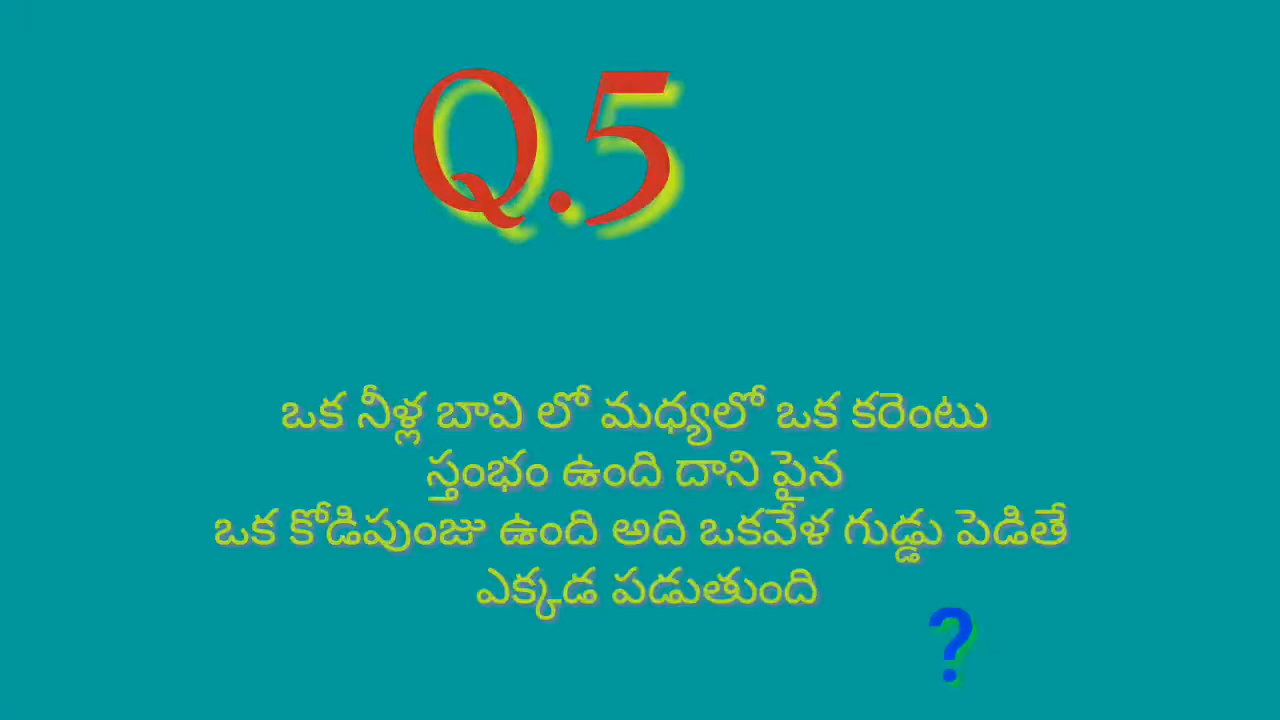 Q.5
ఒక నీళ్ల బావి లో మధ్యలో ఒక కరెంటు
స్తంభం ఉంది దాని పైన
ఒక కోడిపుంజు ఉంది అది ఒకవేళ గుడ్డు పెడితే
ఎక్కడ పడుతుంది
?